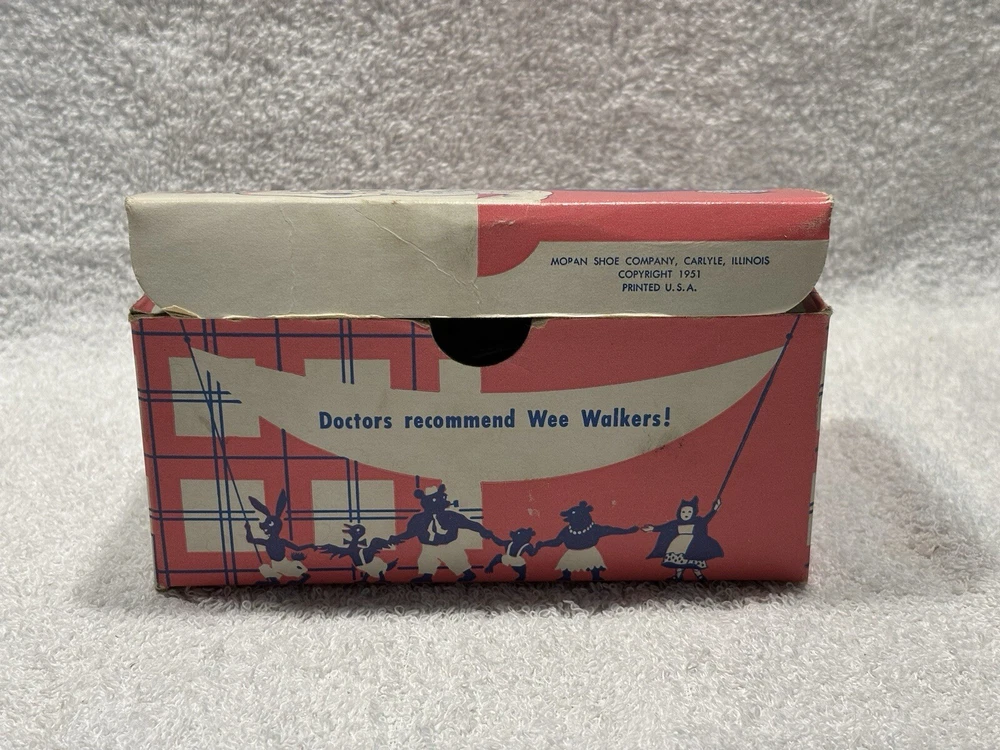 MOPAN SHOE COMPANY, CARLYLE, ILLINOIS
COPYRIGHT 1951
PRINTED U.S.A.
Doctors recommend Wee Walkers!